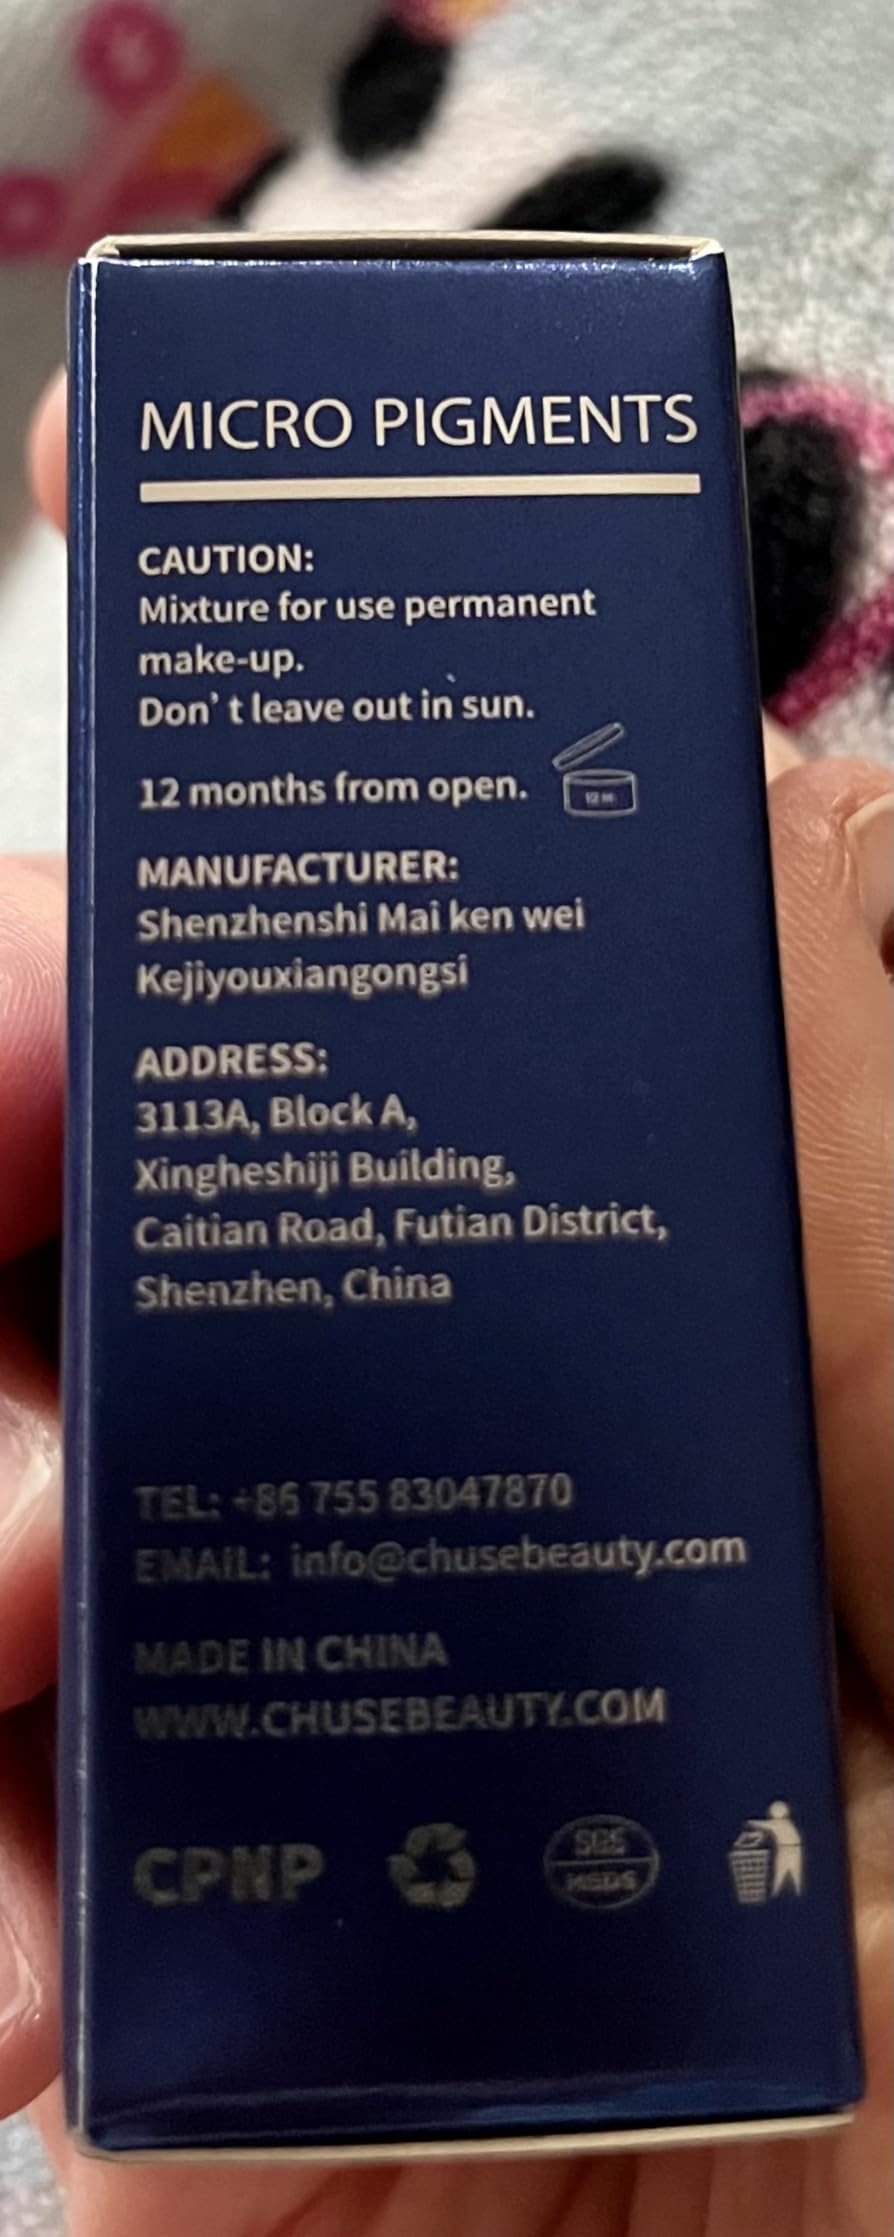 MICRO PIGMENTS
CAUTION:
Mixture for use permanent
make-up.
Don’ t leave out in sun.
12 months from open.
12 M
MANUFACTURER:
Shenzhenshi Mai ken wei
Kejiyouxiangongsi
ADDRESS:
3113A, Block A,
Xingheshiji Building,
Caitian Road, Futian District,
Shenzhen, China
TEL: +86 755 83047870
EMAIL: info@chusebeauty.com
MADE IN CHINA
WWW.CHUSEBEAUTY.COM
CPNP
SGS
MSDS